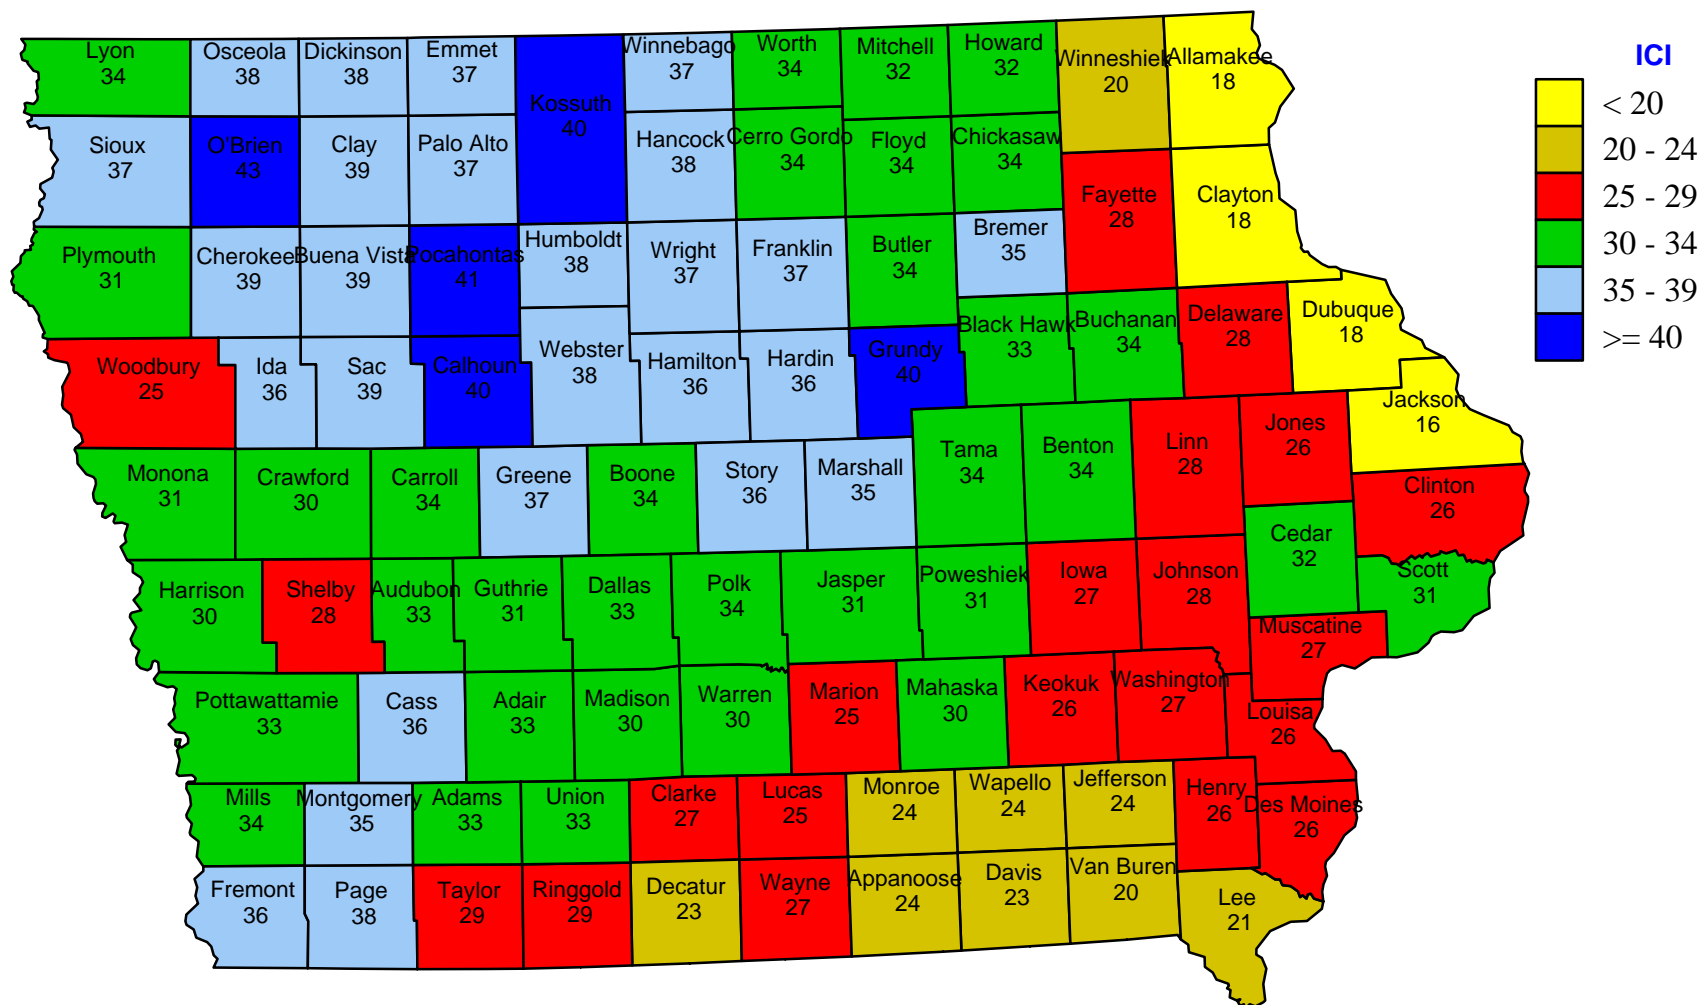 ICI
< 20
20 - 24
25 - 29
30 - 34
35 - 39
>= 40
Lyon
34
Osceola
38
Dickinson
38
Emmet
37
Kossuth
40
Winnebago
37
Worth
34
Mitchell
32
Howard
32
Winneshiek
20
Allamakee
18
Sioux
37
O'Brien
43
Clay
39
Palo Alto
37
Hancock
38
Cerro Gordo
34
Floyd
34
Chickasaw
34
Fayette
28
Clayton
18
Plymouth
31
Cherokee
39
Buena Vista
39
Pocahontas
41
Humboldt
38
Wright
37
Franklin
37
Butler
34
Bremer
35
Woodbury
25
Ida
36
Sac
39
Calhoun
40
Webster
38
Hamilton
36
Hardin
36
Grundy
40
Black Hawk
33
Buchanan
34
Delaware
28
Dubuque
18
Jackson
16
Monona
31
Crawford
30
Carroll
34
Greene
37
Boone
34
Story
36
Marshall
35
Tama
34
Benton
34
Linn
28
Jones
26
Clinton
26
Cedar
32
Scott
31
Harrison
30
Shelby
28
Audubon
33
Guthrie
31
Dallas
33
Polk
34
Jasper
31
Poweshiek
31
Iowa
27
Johnson
28
Muscatine
27
Pottawattamie
33
Cass
36
Adair
33
Madison
30
Warren
30
Marion
25
Mahaska
30
Keokuk
26
Washington
27
Louisa
26
Mills
34
Montgomery
35
Adams
33
Union
33
Clarke
27
Lucas
25
Monroe
24
Wapello
24
Jefferson
24
Henry
26
Des Moines
26
Fremont
36
Page
38
Taylor
29
Ringgold
29
Decatur
23
Wayne
27
Appanoose
24
Davis
23
Van Buren
20
Lee
21